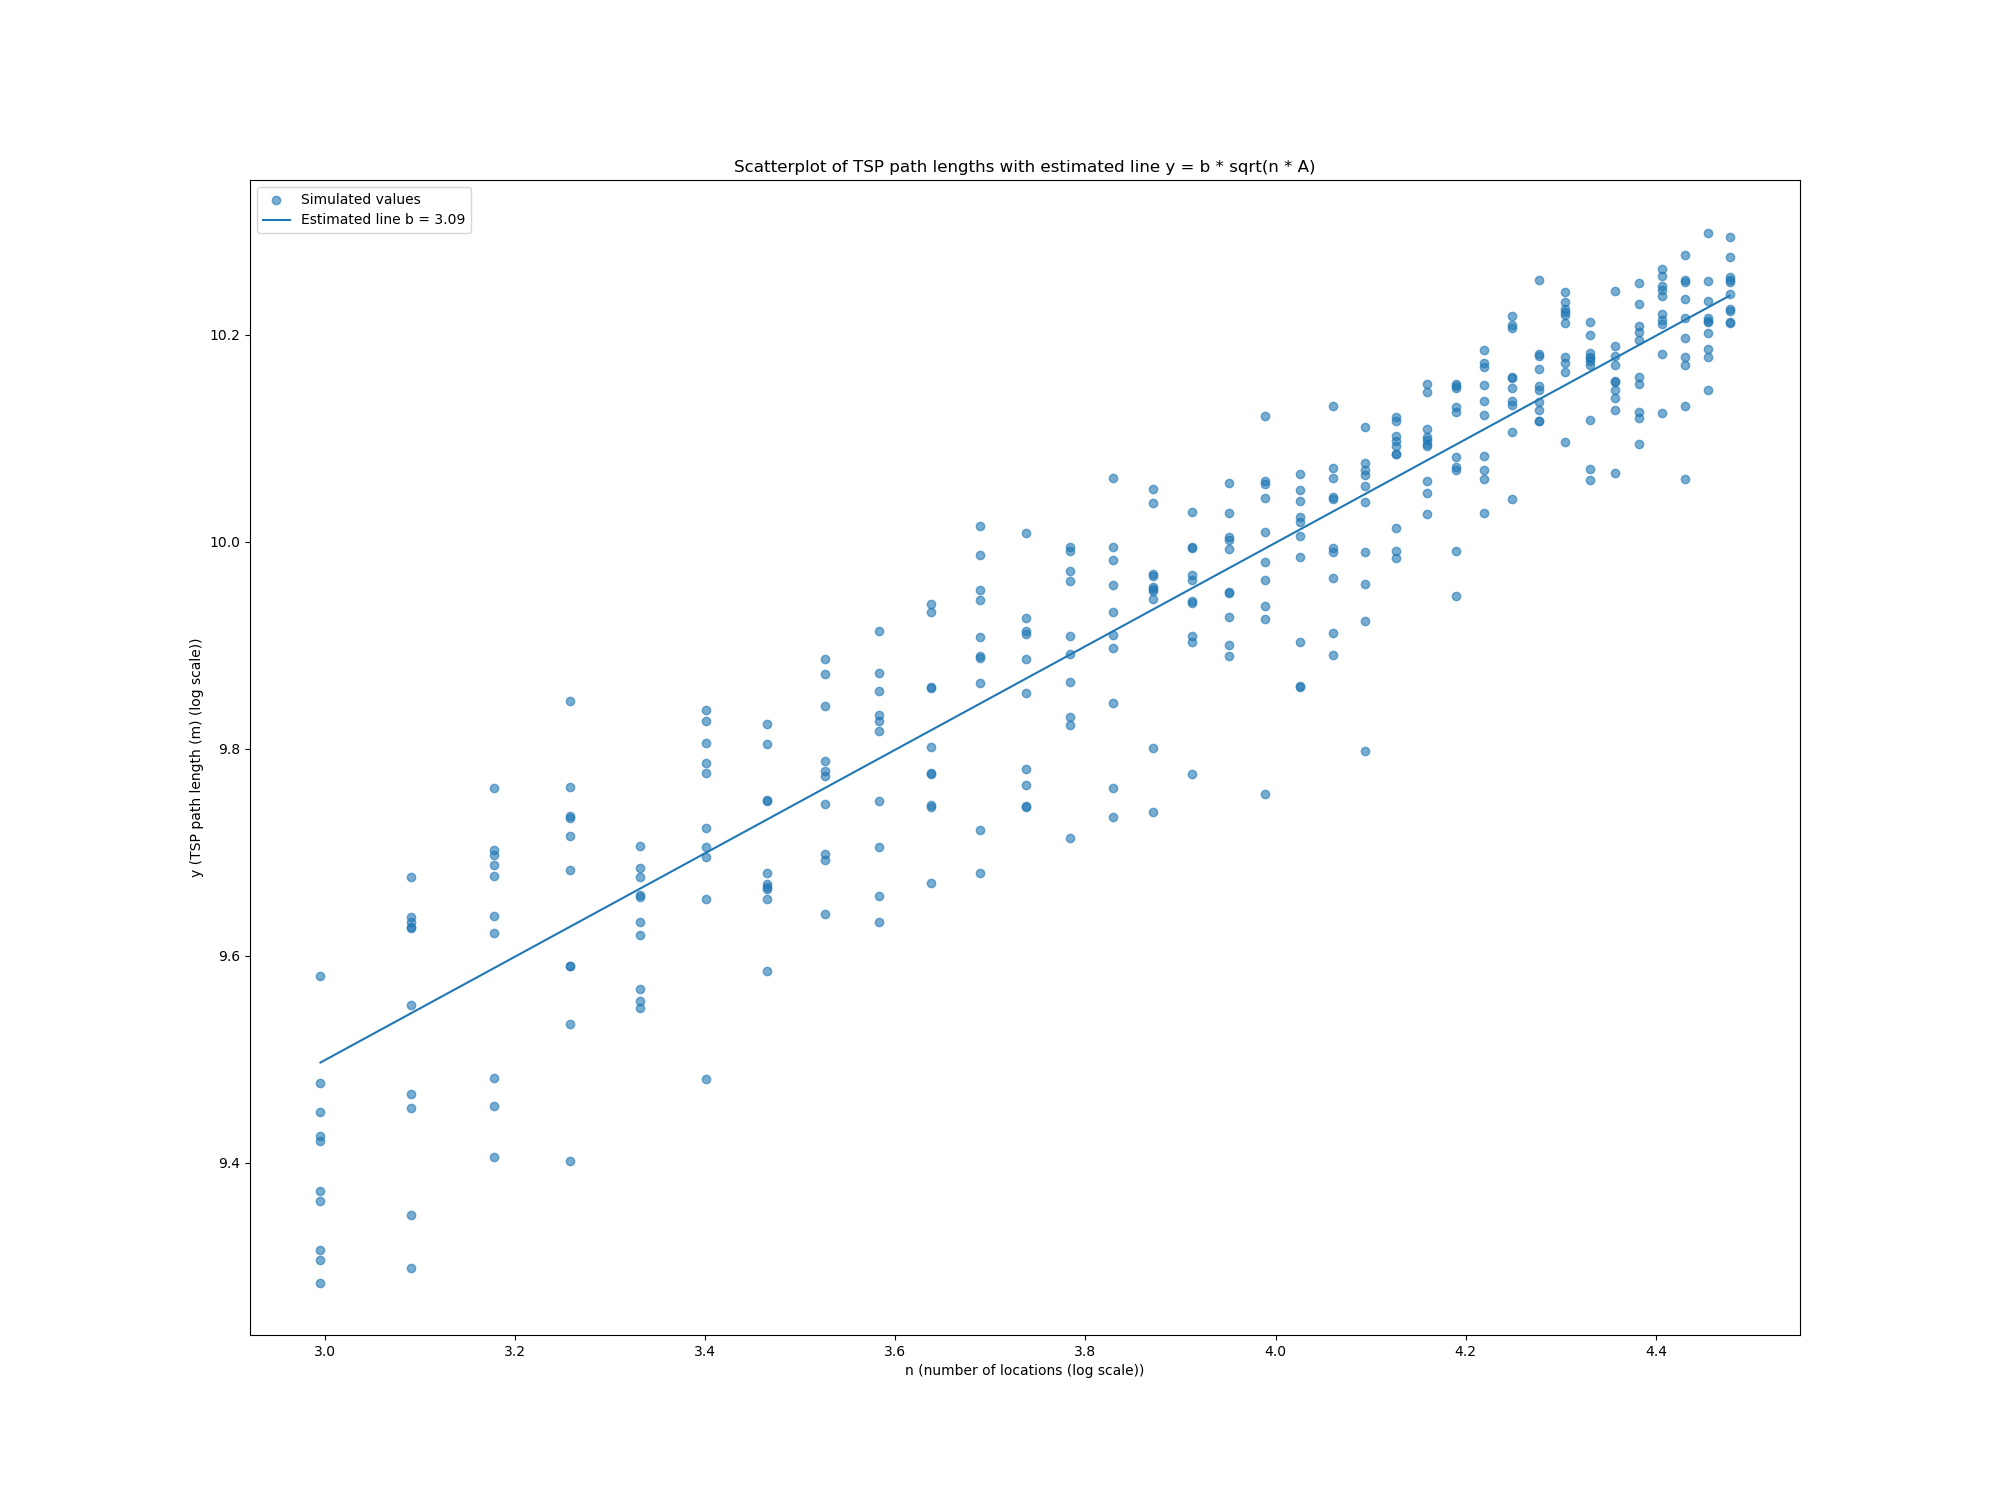 Scatterplot of TSP path lengths with estimated line y = b * sqrt(n * A)
Simulated values
Estimated line b = 3.09
y (TSP path length (m) (log scale))
10.2
10.0
9.8
9.6
9.4
3.0 3.2 3.4 3.6 3.8 4.0 4.2 4.4
n (number of locations (log scale))